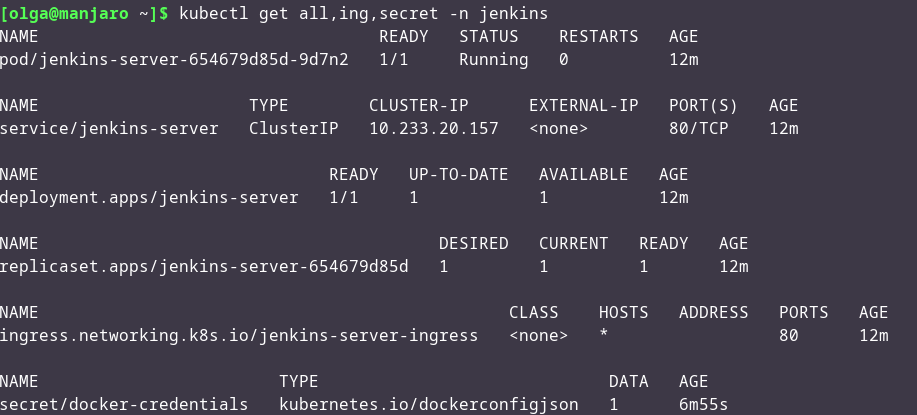 [olga@manjaro ~]$ kubectl get all,ing,secret -n jenkins
NAME READY STATUS RESTARTS AGE
pod/jenkins-server-654679d85d-9d7n2 1/1 Running 0 12m
NAME TYPE CLUSTER-IP EXTERNAL-IP PORT(S) AGE
service/jenkins-server ClusterIP 10.233.20.157 <none> 80/TCP 12m
NAME READY UP-TO-DATE AVAILABLE AGE
deployment.apps/jenkins-server 1/1 1 1 12m
NAME DESIRED CURRENT READY AGE
replicaset.apps/jenkins-server-654679d85d 1 1 1 12m
NAME CLASS HOSTS ADDRESS PORTS AGE
ingress.networking.k8s.io/jenkins-server-ingress <none> * 80 12m
NAME TYPE DATA AGE
secret/docker-credentials kubernetes.io/dockerconfigjson 1 6m55s